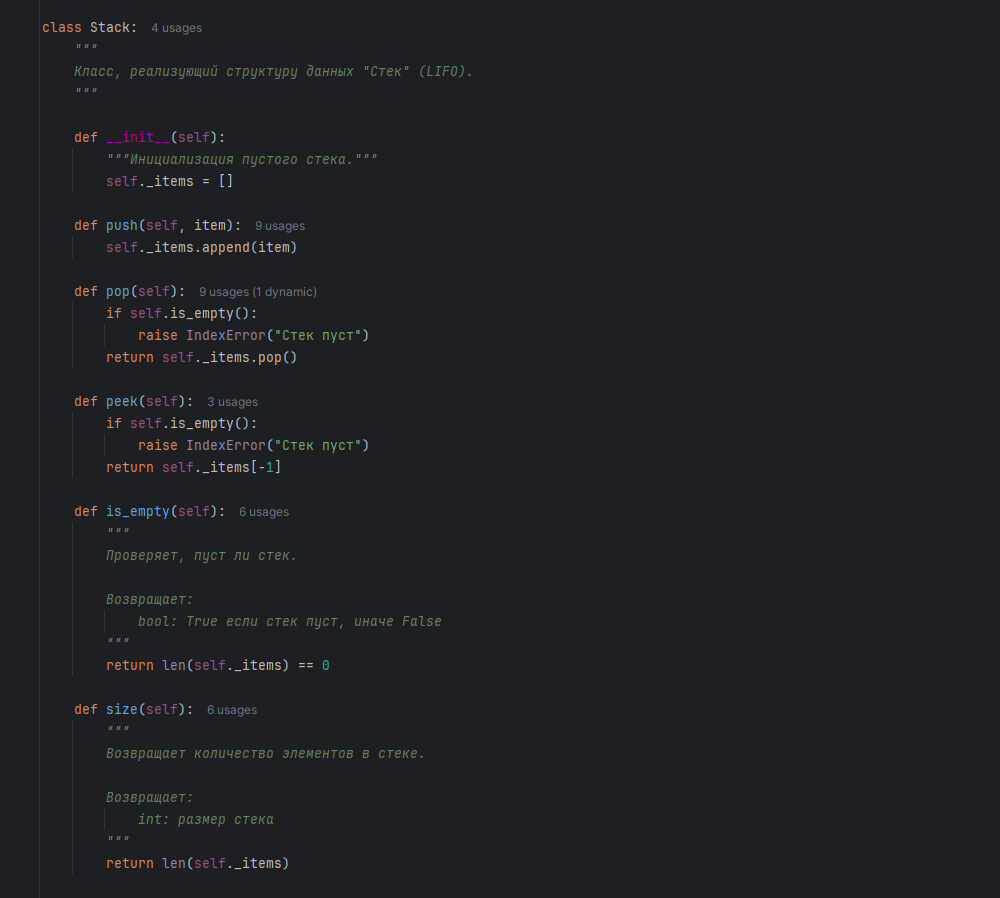 class Stack: 4 usages
    """
    Класс, реализующий структуру данных "Стек" (LIFO).
    """

    def __init__(self):
        """Инициализация пустого стека."""
        self._items = []

    def push(self, item): 9 usages
        self._items.append(item)

    def pop(self): 9 usages (1 dynamic)
        if self.is_empty():
            raise IndexError("Стек пуст")
        return self._items.pop()

    def peek(self): 3 usages
        if self.is_empty():
            raise IndexError("Стек пуст")
        return self._items[-1]

    def is_empty(self): 6 usages
        """
        Проверяет, пуст ли стек.

        Возвращает:
            bool: True если стек пуст, иначе False
        """
        return len(self._items) == 0

    def size(self): 6 usages
        """
        Возвращает количество элементов в стеке.

        Возвращает:
            int: размер стека
        """
        return len(self._items)